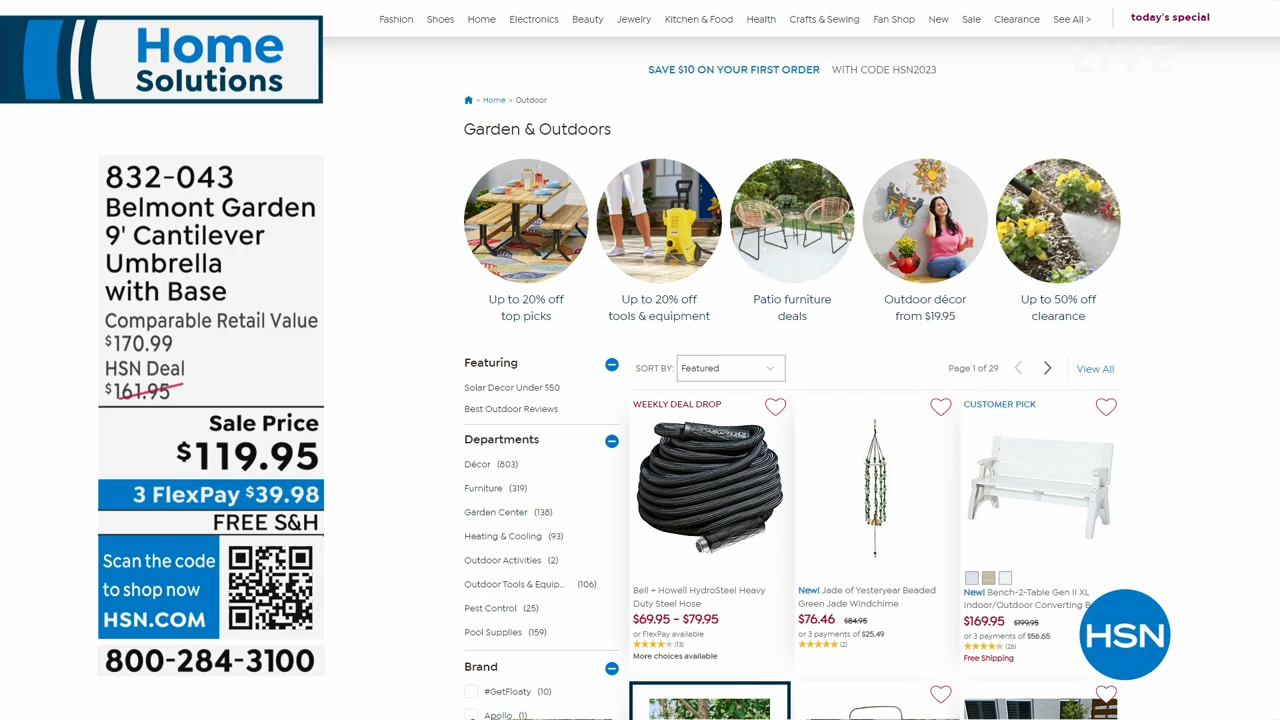 Home
Solutions
832-043
Belmont Garden
9' Cantilever
Umbrella
with Base
Comparable Retail Value
$170.99
HSN Deal
$161.95
Sale Price
$119.95
3 FlexPay $39.98
FREE S&H
Scan the code
to shop now
HSN.COM
800-284-3100
Fashion Shoes Home Electronics Beauty Jewelry Kitchen & Food Health Crafts & Sewing Fan Shop New Sale Clearance See All > today's special
LIVE
SAVE $10 ON YOUR FIRST ORDER WITH CODE HSN2023
> Home > Outdoor
Garden & Outdoors
Up to 20% off
top picks
Up to 20% off
tools & equipment
Patio furniture
deals
Outdoor décor
from $19.95
Up to 50% off
clearance
Featuring
Solar Decor Under $50
Best Outdoor Reviews
Departments
Décor (803)
Furniture (319)
Garden Center (138)
Heating & Cooling (93)
Outdoor Activities (2)
Outdoor Tools & Equip... (106)
Pest Control (25)
Pool Supplies (159)
Brand
#GetFloaty (10)
Apollo (1)
SORT BY: Featured
Page 1 of 29
View All
WEEKLY DEAL DROP
Bell + Howell HydroSteel Heavy
Duty Steel Hose
$69.95 - $79.95
or FlexPay available
(13)
More choices available
New! Jade of Yesteryear Beaded
Green Jade Windchime
$76.46 $84.95
or 3 payments of $25.49
(2)
CUSTOMER PICK
New! Bench-2-Table Gen II XL
Indoor/Outdoor Converting B
$169.95 $199.95
or 3 payments of $56.65
(26)
Free Shipping
HSN